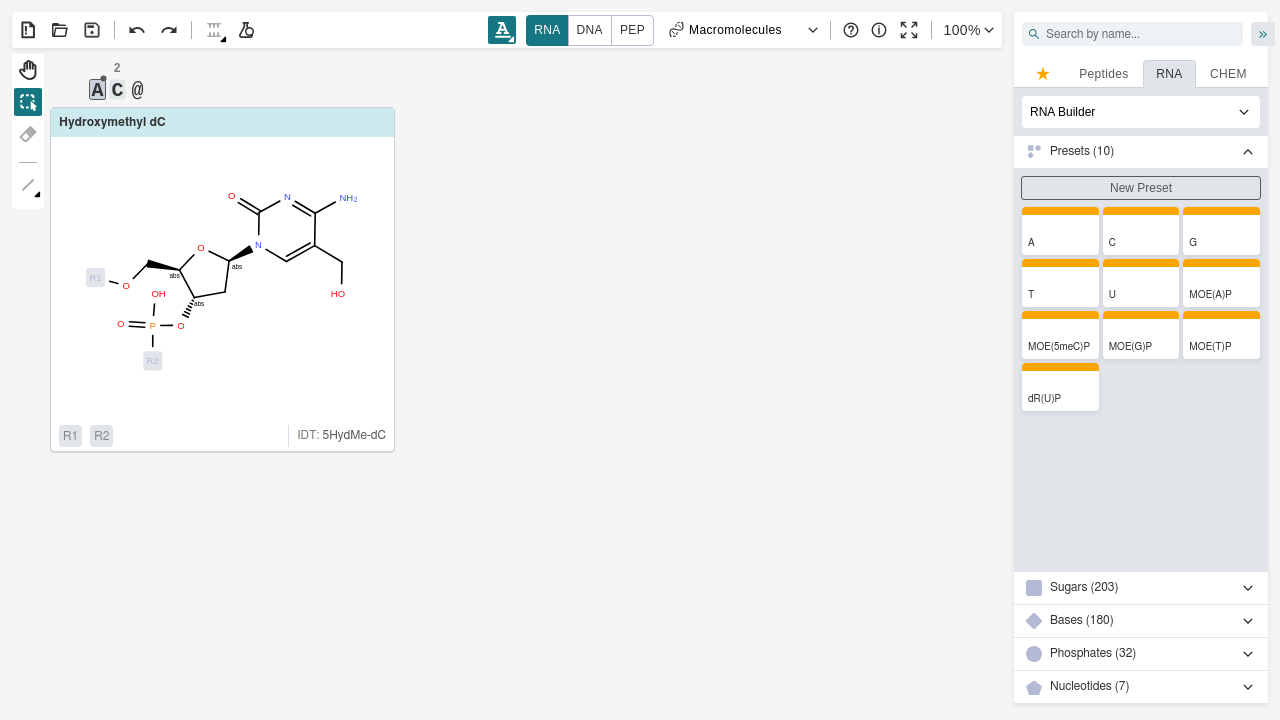 A RNA DNA PEP Macromolecules 100%
2
A C @
Hydroxymethyl dC
O N NH₂
N
O
abs
abs
R1 O
OH HO
abs
O P O
R2
R1 R2 IDT: 5HydMe-dC
Search by name...
Peptides RNA CHEM
RNA Builder
Presets (10)
New Preset
A C G
T U MOE(A)P
MOE(5meC)P MOE(G)P MOE(T)P
dR(U)P
Sugars (203)
Bases (180)
Phosphates (32)
Nucleotides (7)